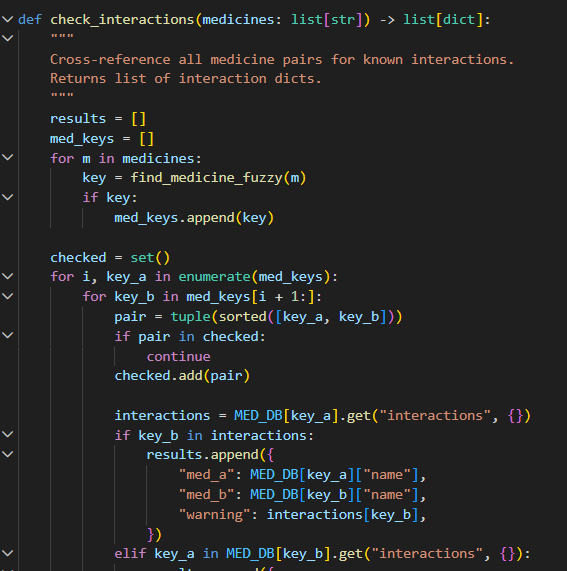 def check_interactions(medicines: list[str]) -> list[dict]:
    """
    Cross-reference all medicine pairs for known interactions.
    Returns list of interaction dicts.
    """
    results = []
    med_keys = []
    for m in medicines:
        key = find_medicine_fuzzy(m)
        if key:
            med_keys.append(key)

    checked = set()
    for i, key_a in enumerate(med_keys):
        for key_b in med_keys[i + 1:]:
            pair = tuple(sorted([key_a, key_b]))
            if pair in checked:
                continue
            checked.add(pair)

            interactions = MED_DB[key_a].get("interactions", {})
            if key_b in interactions:
                results.append({
                    "med_a": MED_DB[key_a]["name"],
                    "med_b": MED_DB[key_b]["name"],
                    "warning": interactions[key_b],
                })
            elif key_a in MED_DB[key_b].get("interactions", {}):